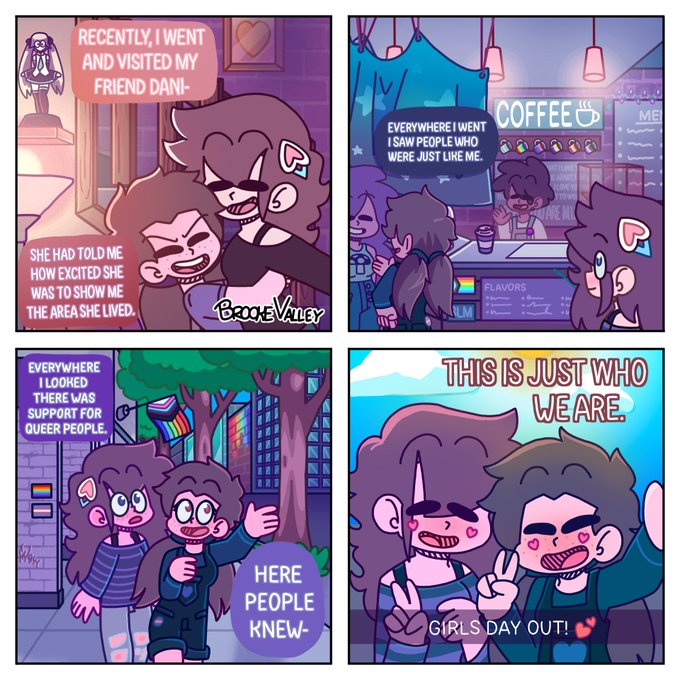 RECENTLY, I WENT
AND VISITED MY
FRIEND DANI-
SHE HAD TOLD ME
HOW EXCITED SHE
WAS TO SHOW ME
THE AREA SHE LIVED.
BROOKE VALLEY
EVERYWHERE I WENT
I SAW PEOPLE WHO
WERE JUST LIKE ME.
COFFEE
ME
FLAVORS
BLM
EVERYWHERE
I LOOKED
THERE WAS
SUPPORT FOR
QUEER PEOPLE.
HERE
PEOPLE
KNEW-
THIS IS JUST WHO
WE ARE.
GIRLS DAY OUT! 💕